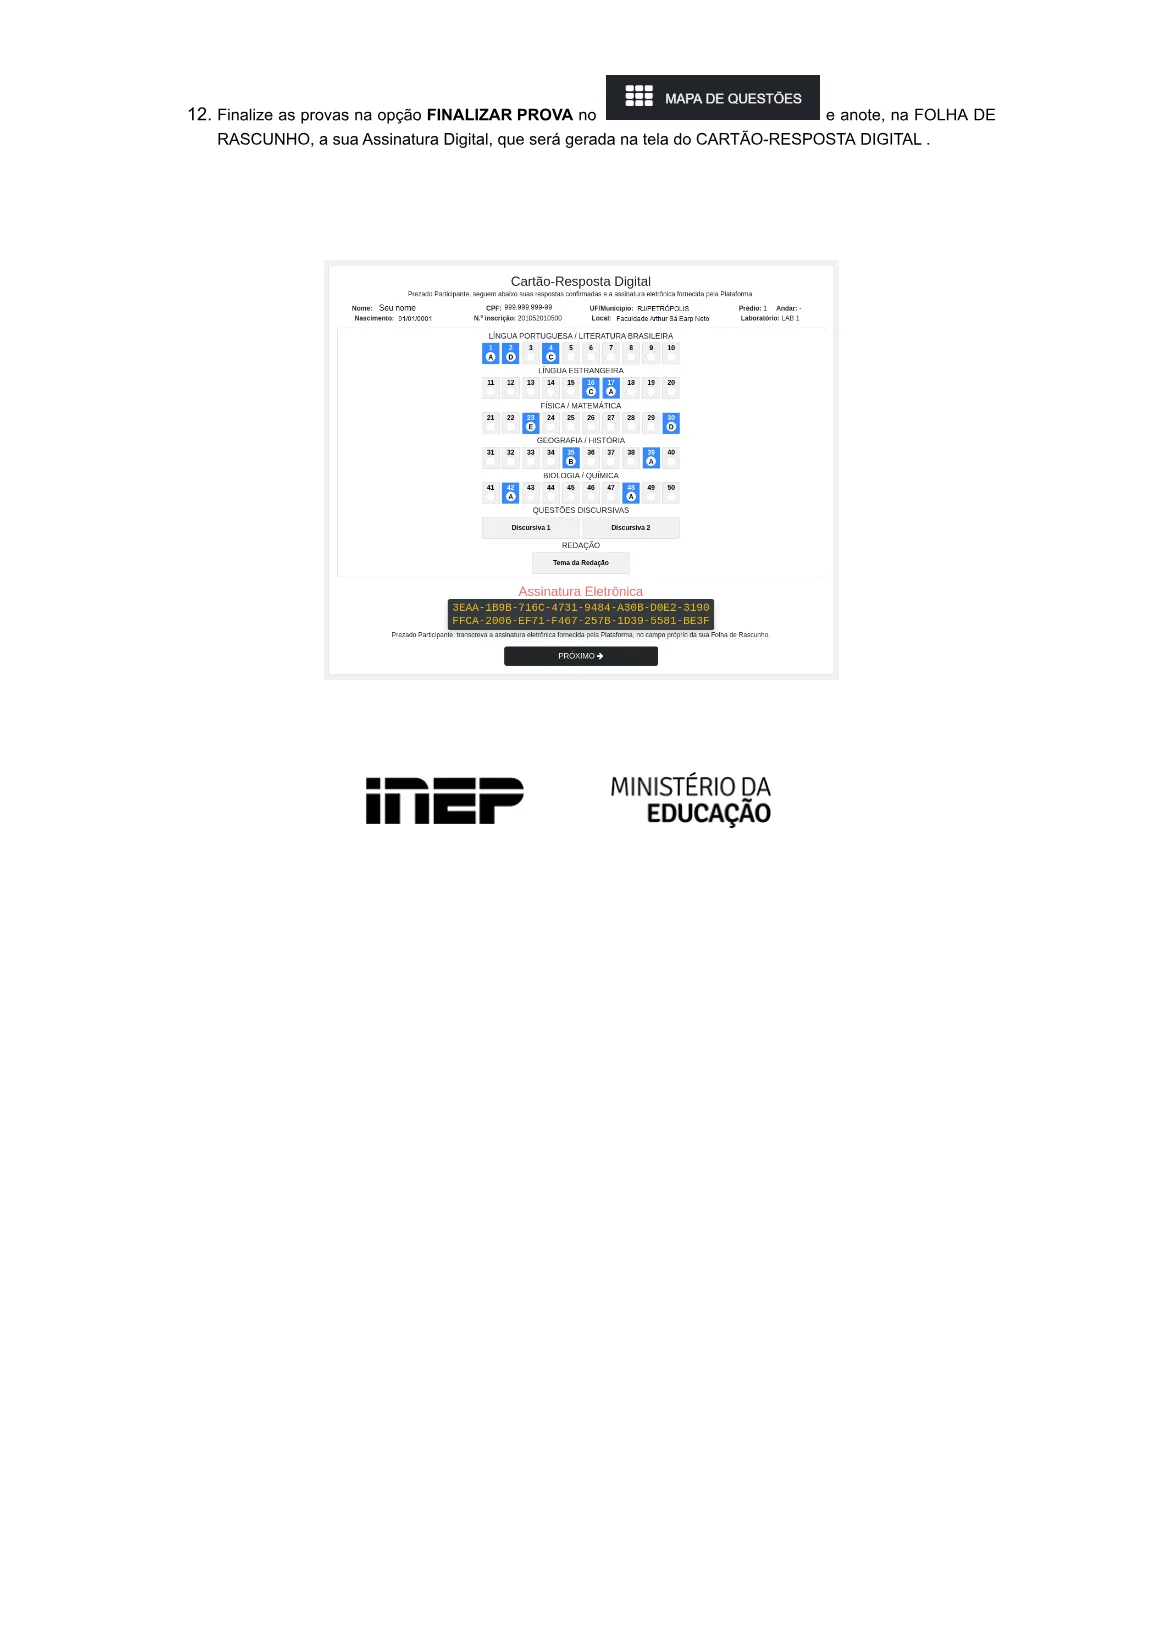 12. Finalize as provas na opção FINALIZAR PROVA no MAPA DE QUESTÕES e anote, na FOLHA DE
RASCUNHO, a sua Assinatura Digital, que será gerada na tela do CARTÃO-RESPOSTA DIGITAL .
Cartão-Resposta Digital
Prezado Participante, seguem abaixo suas respostas confirmadas e a assinatura eletrônica fornecida pela Plataforma
Nome: Seu nome CPF: 999.999.999-99 UF/Município: RJ/PETRÓPOLIS Prédio: 1 Andar: -
Nascimento: 01/01/0001 N.º inscrição: 201052010500 Local: Faculdade Arthur Sá Earp Neto Laboratório: LAB 1
LÍNGUA PORTUGUESA / LITERATURA BRASILEIRA
1 2 3 4 5 6 7 8 9 10
A D C
LÍNGUA ESTRANGEIRA
11 12 13 14 15 16 17 18 19 20
C A
FÍSICA / MATEMÁTICA
21 22 23 24 25 26 27 28 29 30
E D
GEOGRAFIA / HISTÓRIA
31 32 33 34 35 36 37 38 39 40
B A
BIOLOGIA / QUÍMICA
41 42 43 44 45 46 47 48 49 50
A A
QUESTÕES DISCURSIVAS
Discursiva 1 Discursiva 2
REDAÇÃO
Tema da Redação
Assinatura Eletrônica
3EAA-1B9B-716C-4731-9484-A30B-D0E2-3190
FFCA-2006-EF71-F467-257B-1D39-5581-BE3F
Prezado Participante, transcreva a assinatura eletrônica fornecida pela Plataforma, no campo próprio da sua Folha de Rascunho.
PRÓXIMO
inep MINISTÉRIO DA
EDUCAÇÃO